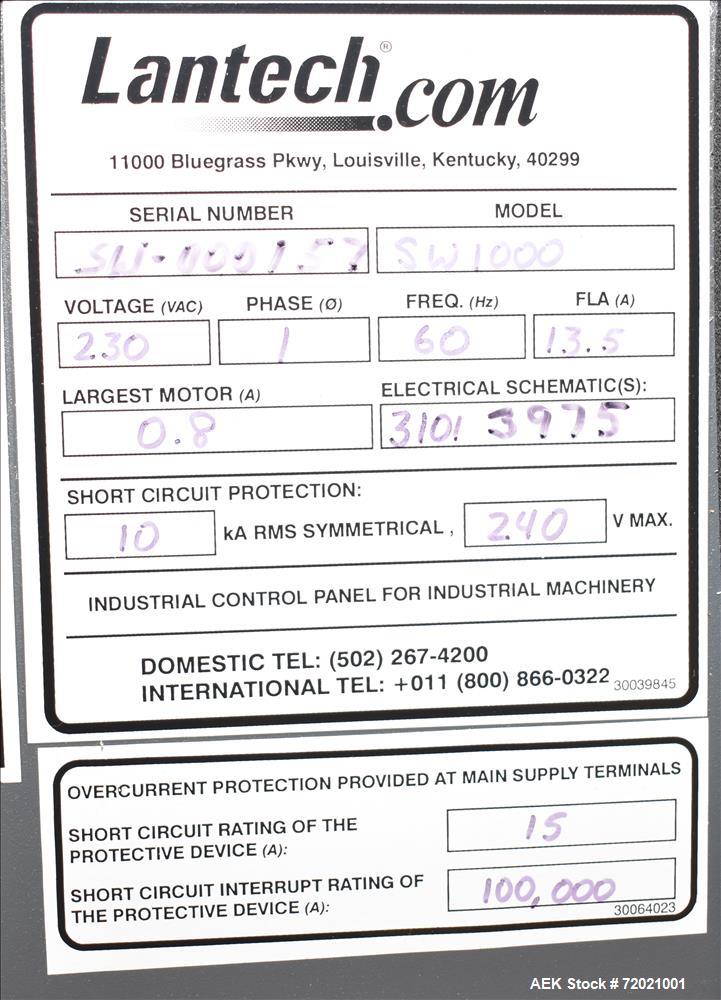 Lantech®.com
11000 Bluegrass Pkwy, Louisville, Kentucky, 40299
SERIAL NUMBER MODEL
SW-000157 SW1000
VOLTAGE (VAC) PHASE (Ø) FREQ. (Hz) FLA (A)
230 1 60 13.5
LARGEST MOTOR (A) ELECTRICAL SCHEMATIC(S):
0.8 3101 3975
SHORT CIRCUIT PROTECTION:
10 kA RMS SYMMETRICAL , 240 V MAX.
INDUSTRIAL CONTROL PANEL FOR INDUSTRIAL MACHINERY
DOMESTIC TEL: (502) 267-4200
INTERNATIONAL TEL: +011 (800) 866-0322 30039845
OVERCURRENT PROTECTION PROVIDED AT MAIN SUPPLY TERMINALS
SHORT CIRCUIT RATING OF THE
PROTECTIVE DEVICE (A): 15
SHORT CIRCUIT INTERRUPT RATING OF
THE PROTECTIVE DEVICE (A): 100,000
30064023
AEK Stock # 72021001